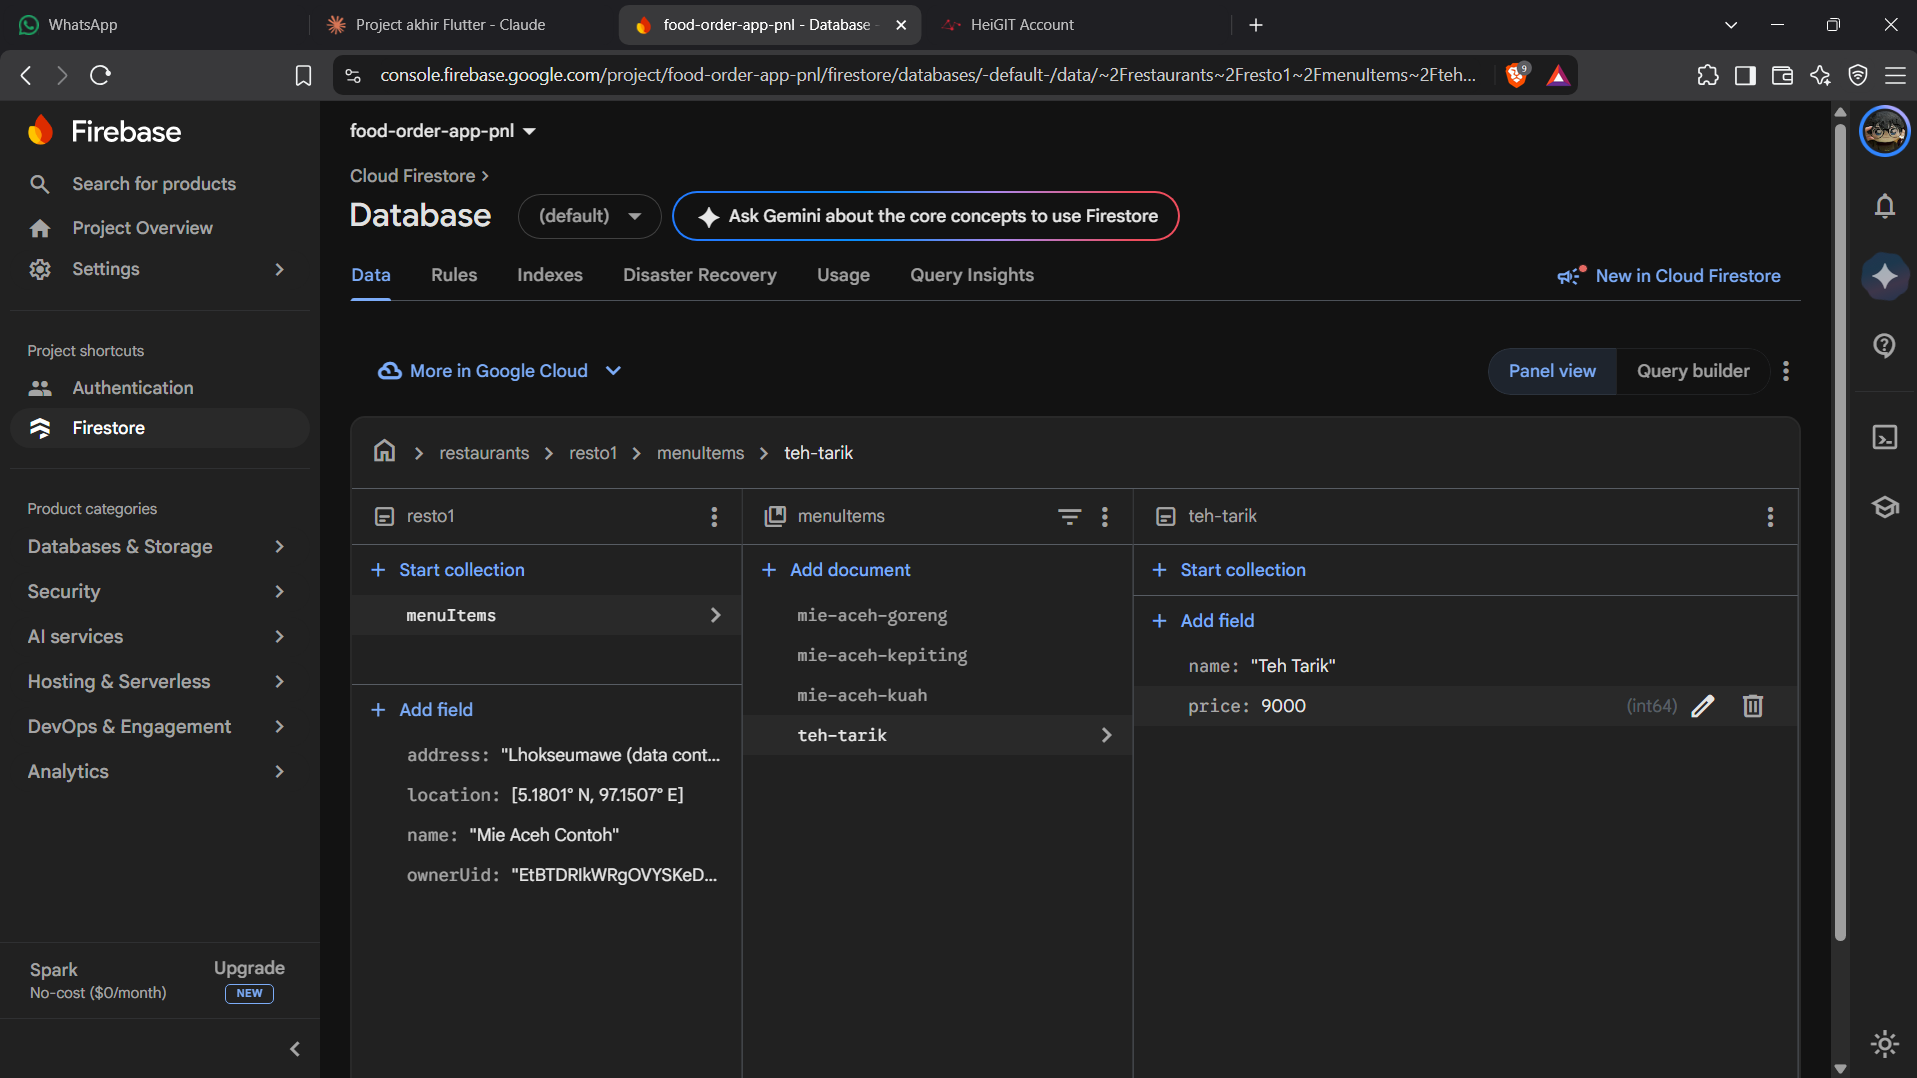 WhatsApp
Project akhir Flutter - Claude
food-order-app-pnl - Database -
HeiGIT Account
console.firebase.google.com/project/food-order-app-pnl/firestore/databases/-default-/data/~2Frestaurants~2Fresto1~2FmenuItems~2Fteh...
9
Firebase
Search for products
Project Overview
Settings
Project shortcuts
Authentication
Firestore
Product categories
Databases & Storage
Security
AI services
Hosting & Serverless
DevOps & Engagement
Analytics
Spark
No-cost ($0/month)
Upgrade
NEW
food-order-app-pnl
Cloud Firestore
Database
(default)
Ask Gemini about the core concepts to use Firestore
Data
Rules
Indexes
Disaster Recovery
Usage
Query Insights
New in Cloud Firestore
More in Google Cloud
Panel view
Query builder
restaurants
resto1
menuItems
teh-tarik
resto1
Start collection
menuItems
Add field
address: "Lhokseumawe (data cont...
location: [5.1801° N, 97.1507° E]
name: "Mie Aceh Contoh"
ownerUid: "EtBTDRIkWRgOVYSKeD...
menuItems
Add document
mie-aceh-goreng
mie-aceh-kepiting
mie-aceh-kuah
teh-tarik
teh-tarik
Start collection
Add field
name: "Teh Tarik"
price: 9000
(int64)